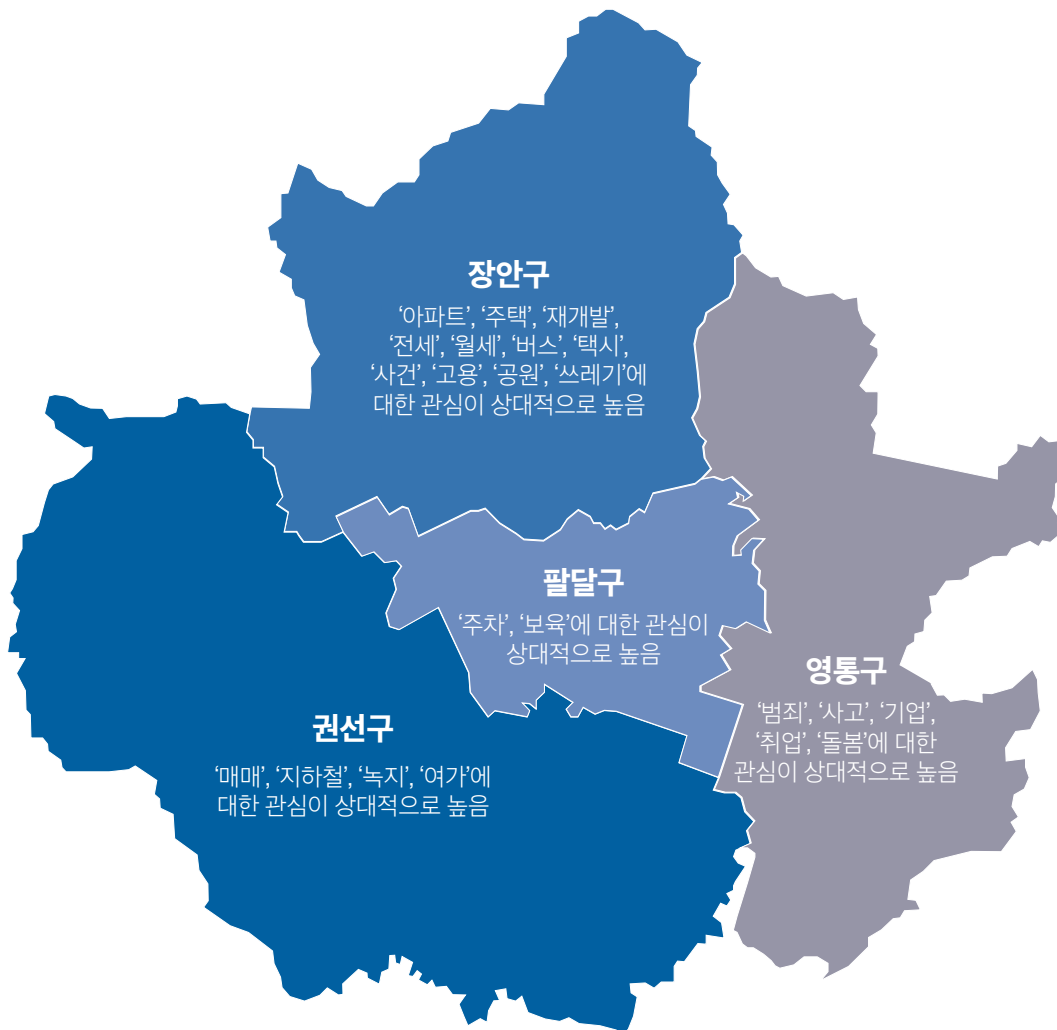 장안구
‘아파트’, ‘주택’, ‘재개발’,
‘전세’, ‘월세’, ‘버스’, ‘택시’,
‘사건’, ‘고용’, ‘공원’, ‘쓰레기’에
대한 관심이 상대적으로 높음
팔달구
‘주차’, ‘보육’에 대한 관심이
상대적으로 높음
영통구
‘범죄’, ‘사고’, ‘기업’,
‘취업’, ‘돌봄’에 대한
관심이 상대적으로 높음
권선구
‘매매’, ‘지하철’, ‘녹지’, ‘여가’에
대한 관심이 상대적으로 높음